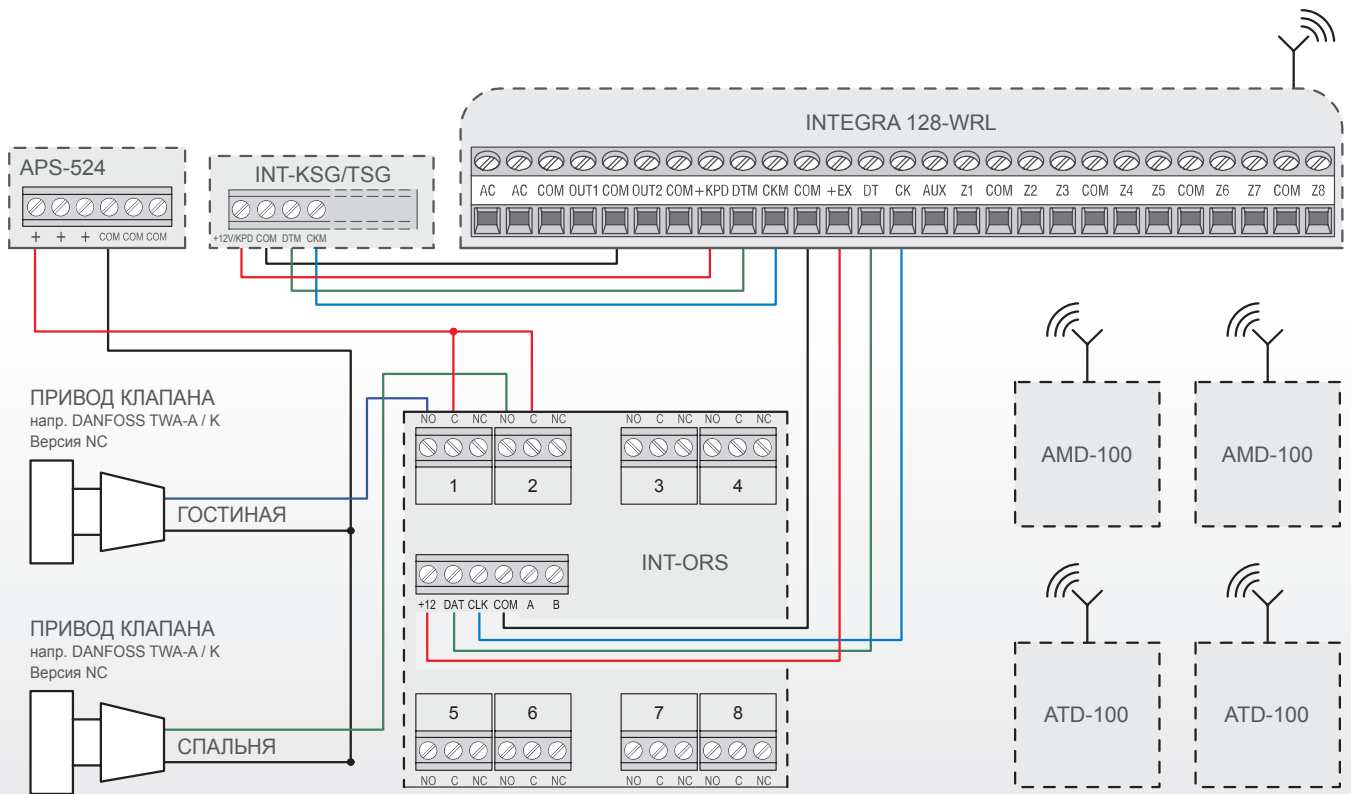 INTEGRA 128-WRL
AC AC COM OUT1 COM OUT2 COM +KPD DTM CKM COM +EX DT CK AUX Z1 COM Z2 Z3 COM Z4 Z5 COM Z6 Z7 COM Z8
APS-524
+ + + COM COM COM
INT-KSG/TSG
+12V/KPD COM DTM CKM
ПРИВОД КЛАПАНА
напр. DANFOSS TWA-A / K
Версия NC
ГОСТИНАЯ
ПРИВОД КЛАПАНА
напр. DANFOSS TWA-A / K
Версия NC
СПАЛЬНЯ
NO C NC NO C NC NO C NC NO C NC
1 2 3 4
INT-ORS
+12 DAT CLK COM A B
5 6 7 8
NO C NC NO C NC NO C NC NO C NC
AMD-100 AMD-100
ATD-100 ATD-100